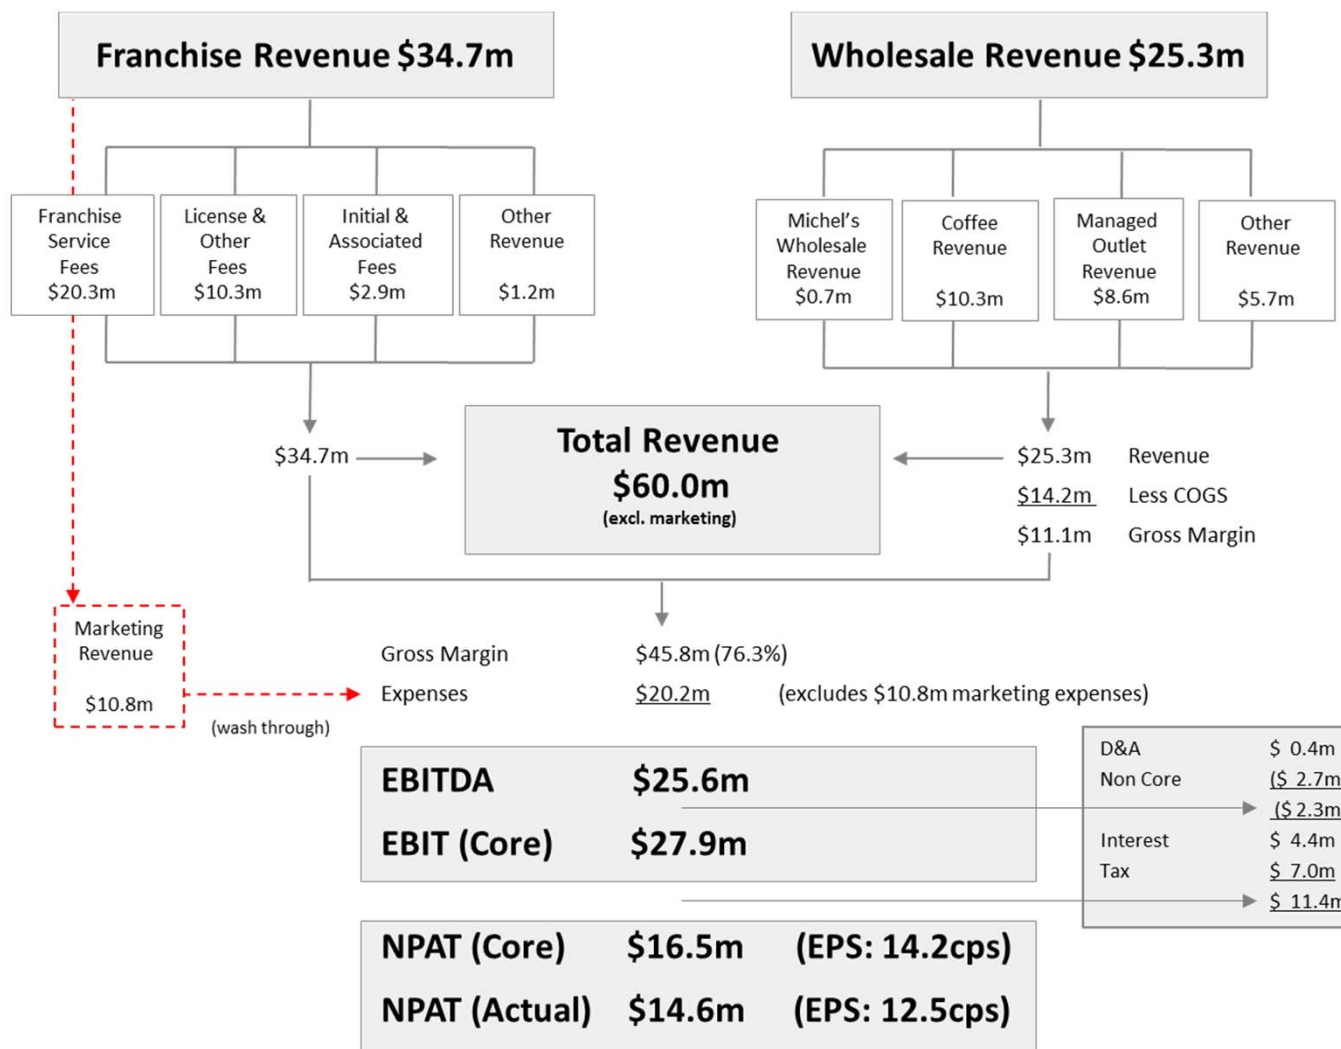 Franchise Revenue $34.7m
Wholesale Revenue $25.3m
Franchise
Service
Fees
$20.3m
License &
Other
Fees
$10.3m
Initial &
Associated
Fees
$2.9m
Other
Revenue
$1.2m
Michel's
Wholesale
Revenue
$0.7m
Coffee
Revenue
$10.3m
Managed
Outlet
Revenue
$8.6m
Other
Revenue
$5.7m
$34.7m
Total Revenue
$60.0m
(excl. marketing)
$25.3m Revenue
$14.2m Less COGS
$11.1m Gross Margin
Marketing
Revenue
$10.8m
(wash through)
Gross Margin $45.8m (76.3%)
Expenses $20.2m (excludes $10.8m marketing expenses)
EBITDA $25.6m
EBIT (Core) $27.9m
D&A $ 0.4m
Non Core ($ 2.7m
($ 2.3m
Interest $ 4.4m
Tax $ 7.0m
$ 11.4m
NPAT (Core) $16.5m (EPS: 14.2cps)
NPAT (Actual) $14.6m (EPS: 12.5cps)